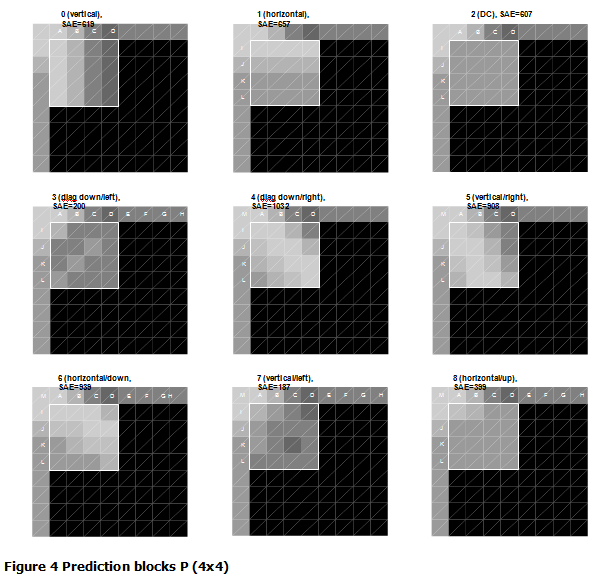 0 (vertical),
SAE=619
A B C D
I
J
K
L
1 (horizontal),
SAE=657
I
J
K
L
2 (DC), SAE=607
A B C D
I
J
K
L
3 (diag down/left),
SAE=200
A B C D E F G H
I
J
K
L
4 (diag down/right),
SAE=1032
M A B C D
I
J
K
L
5 (vertical/right),
SAE=908
M A B C D
I
J
K
L
6 (horizontal/down,
SAE=939
M A B C D E F G H
I
J
K
L
7 (vertical/left),
SAE=187
M A B C D E F G H
I
J
K
L
8 (horizontal/up),
SAE=399
M A B C D E F G H
I
J
K
L
Figure 4 Prediction blocks P (4x4)